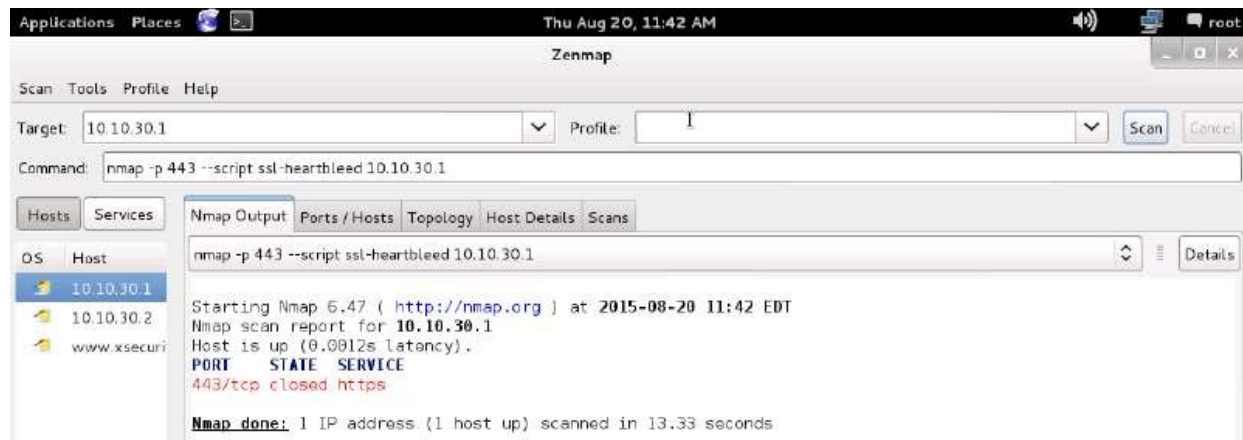 Applications Places Thu Aug 20, 11:42 AM root
Zenmap
Scan Tools Profile Help
Target: 10.10.30.1 Profile: Scan Cancel
Command: nmap -p 443 --script ssl-heartbleed 10.10.30.1
Hosts Services Nmap Output Ports / Hosts Topology Host Details Scans
OS Host nmap -p 443 --script ssl-heartbleed 10.10.30.1 Details
10.10.30.1
10.10.30.2
www.xsecuri
Starting Nmap 6.47 ( http://nmap.org ) at 2015-08-20 11:42 EDT
Nmap scan report for 10.10.30.1
Host is up (0.0012s latency).
PORT STATE SERVICE
443/tcp closed https
Nmap done: 1 IP address (1 host up) scanned in 13.33 seconds